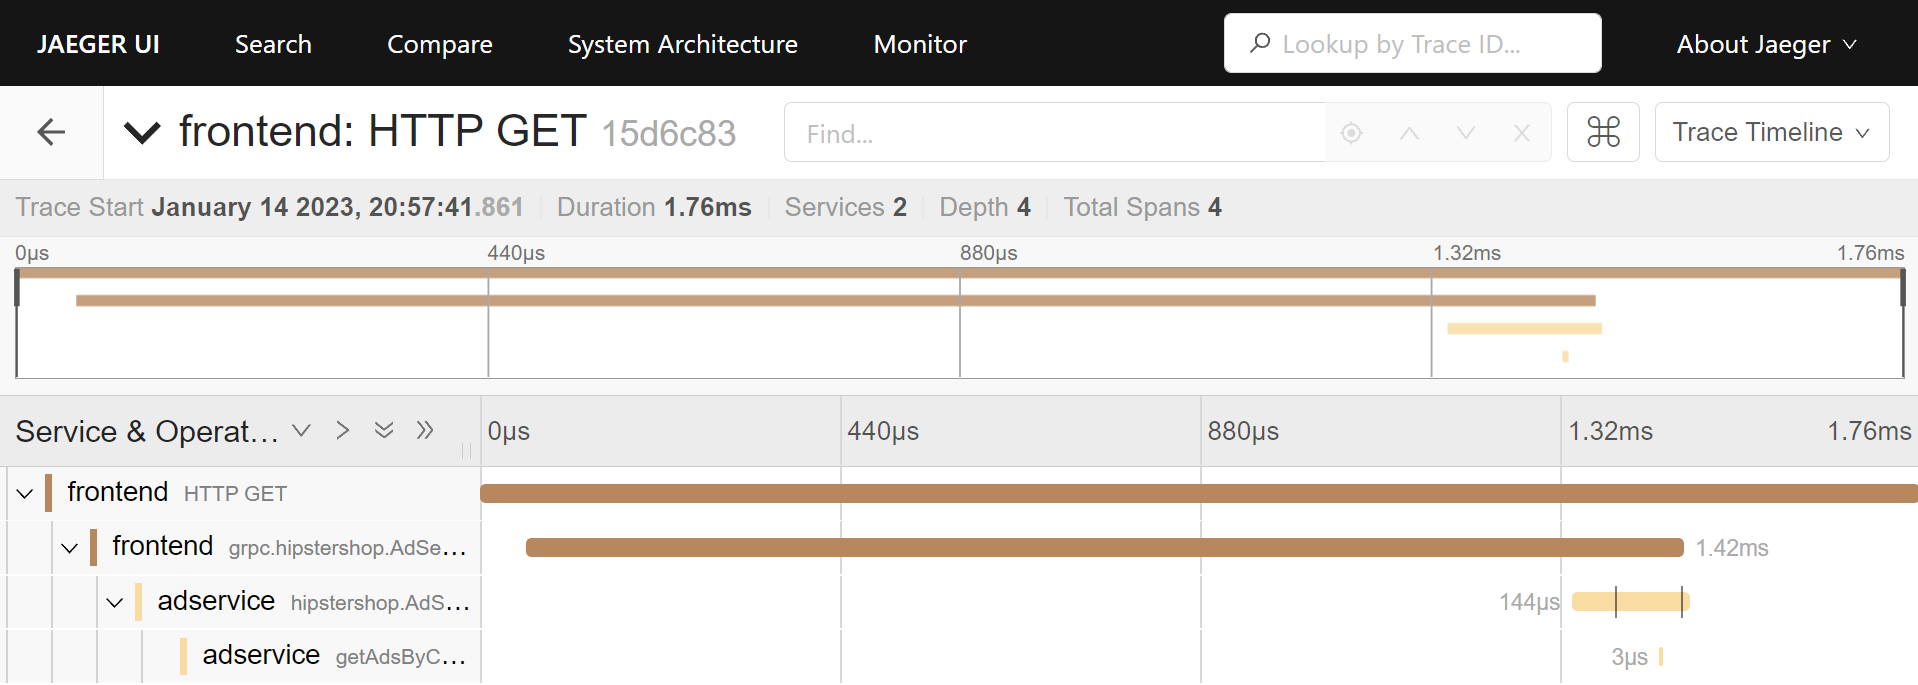 JAEGER UI Search Compare System Architecture Monitor Lookup by Trace ID... About Jaeger
frontend: HTTP GET 15d6c83 Find... Trace Timeline
Trace Start January 14 2023, 20:57:41.861 Duration 1.76ms Services 2 Depth 4 Total Spans 4
0μs 440μs 880μs 1.32ms 1.76ms
Service & Operat... 0μs 440μs 880μs 1.32ms 1.76ms
frontend HTTP GET
frontend grpc.hipstershop.AdSe... 1.42ms
adservice hipstershop.AdS... 144μs
adservice getAdsByC... 3μs